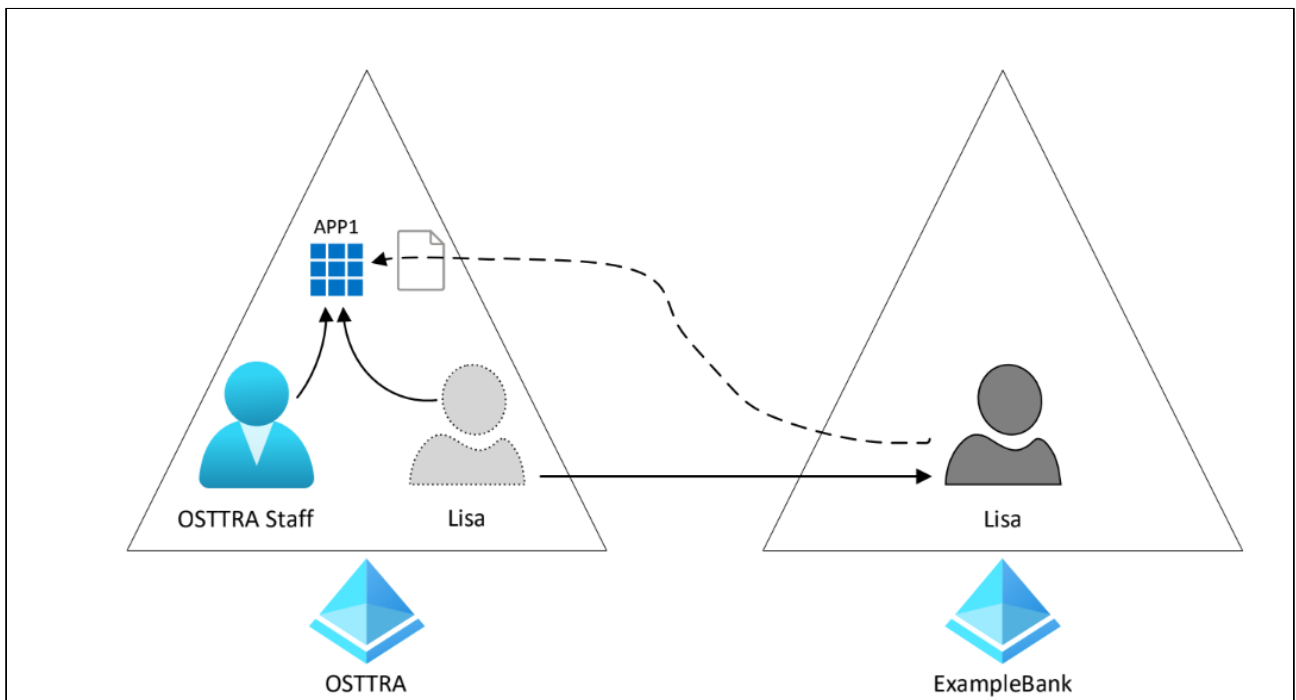 APP1
OSTTRA Staff
Lisa
Lisa
OSTTRA
ExampleBank